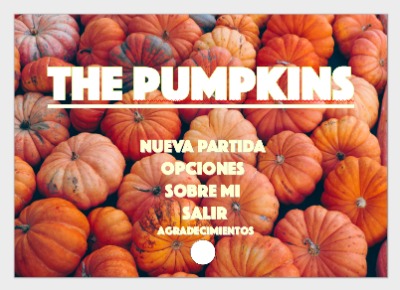 THE PUMPKINS
NUEVA PARTIDA
OPCIONES
SOBRE MI
SALIR
AGRADECIMIENTOS